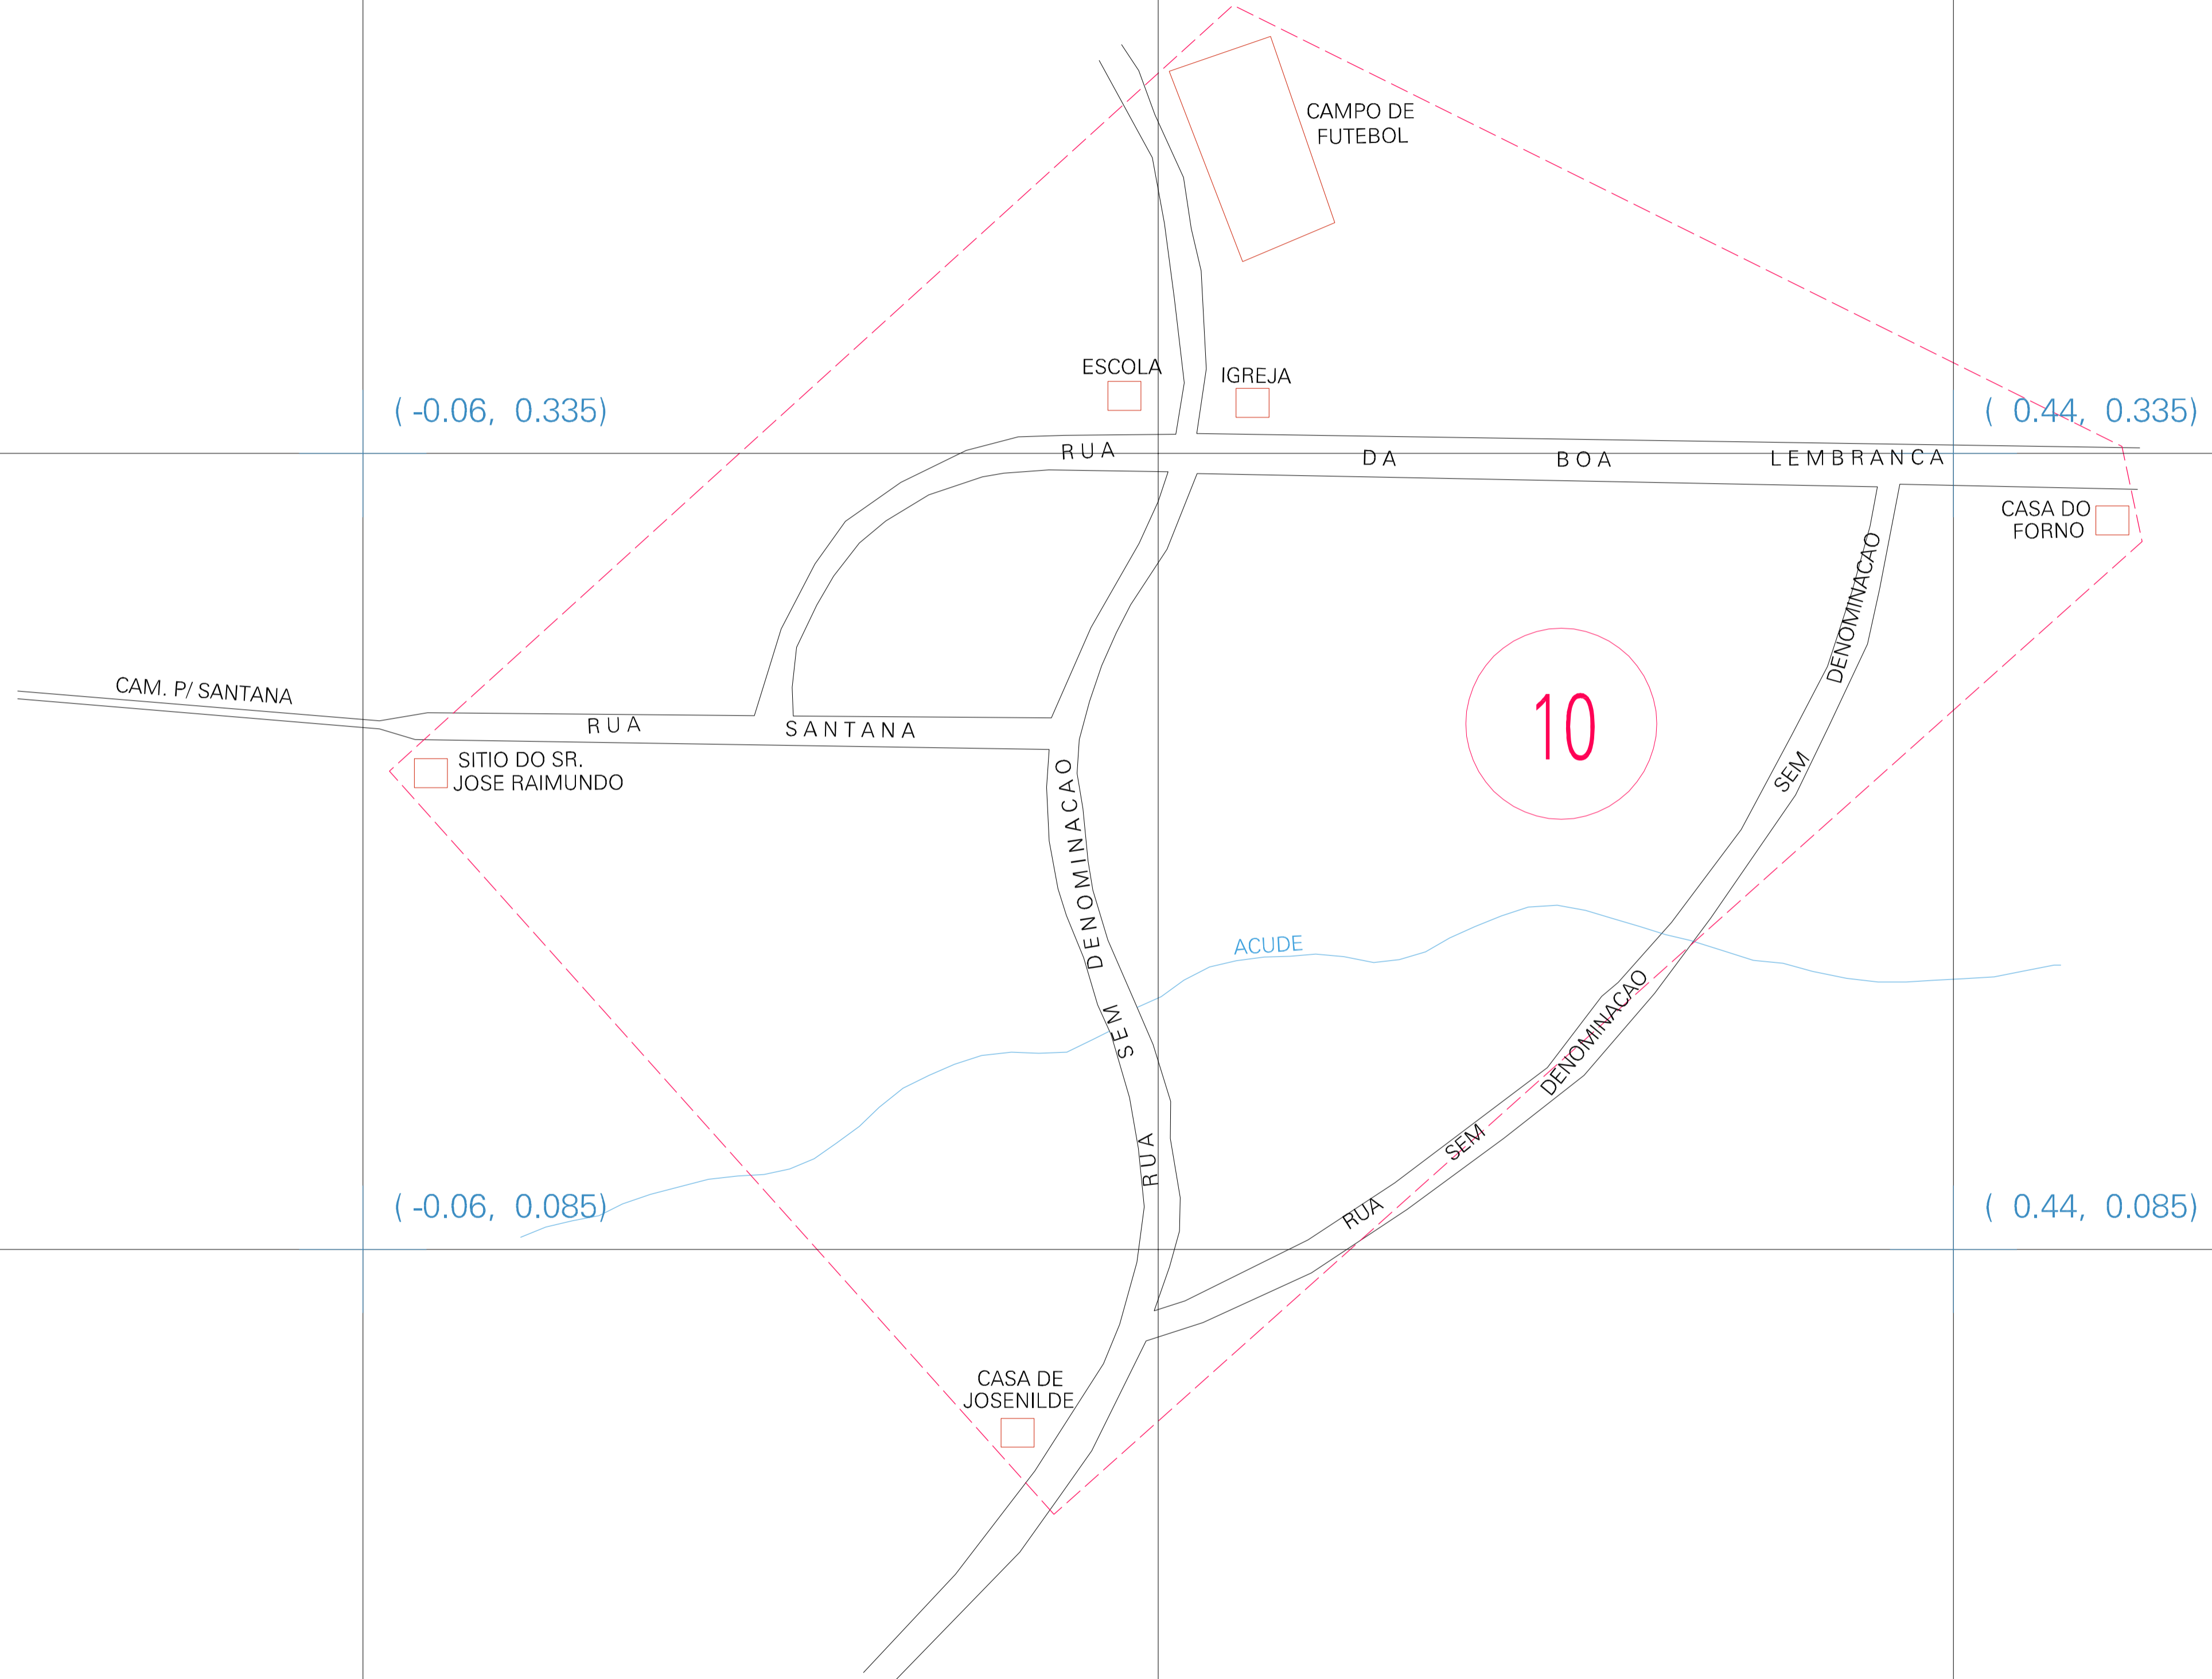 CAMPO DE
FUTEBOL
ESCOLA
IGREJA
( -0.06, 0.335)
( 0.44, 0.335)
RUA DA BOA LEMBRANCA
CASA DO
FORNO
CAM. P/ SANTANA
RUA SANTANA
SITIO DO SR.
JOSE RAIMUNDO
10
RUA SEM DENOMINACAO
RUA SEM DENOMINACAO
SEM DENOMINACAO
ACUDE
( -0.06, 0.085)
( 0.44, 0.085)
CASA DE
JOSENILDE